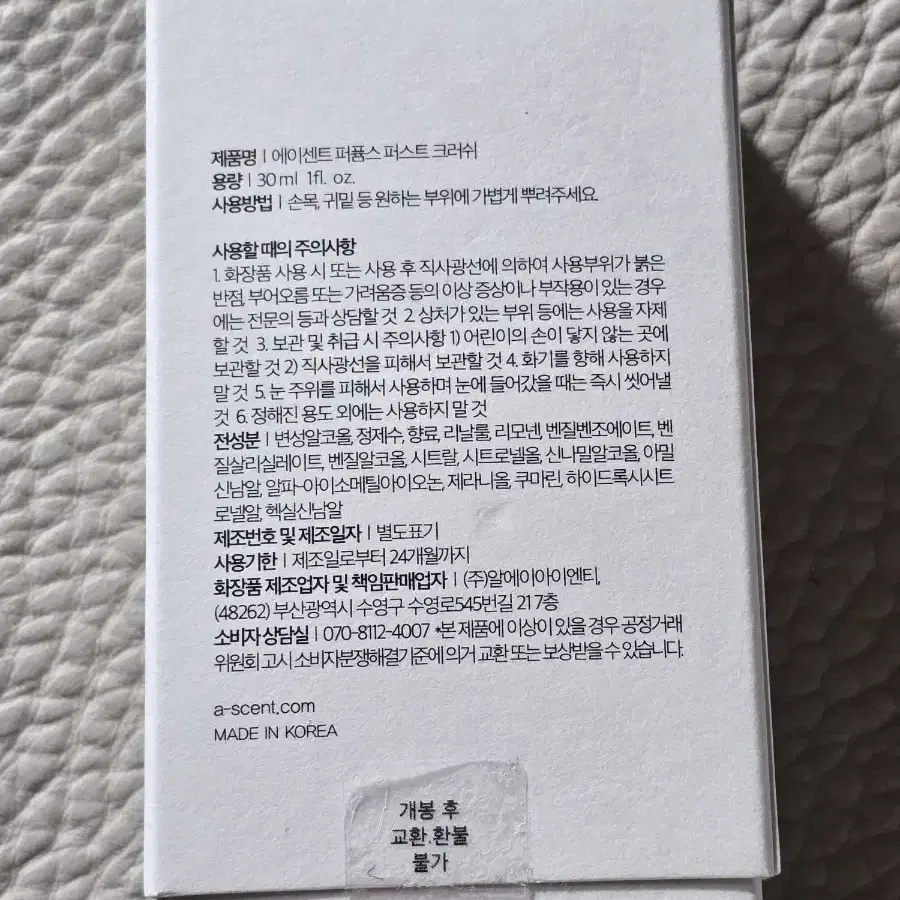 제품명 | 에이센트 퍼퓸스 퍼스트 크러쉬
용량 | 30ml 1fl. oz.
사용방법 | 손목, 귀밑 등 원하는 부위에 가볍게 뿌려주세요.
사용할 때의 주의사항
1. 화장품 사용 시 또는 사용 후 직사광선에 의하여 사용부위가 붉은
반점, 부어오름 또는 가려움증 등의 이상 증상이나 부작용이 있는 경우
에는 전문의 등과 상담할 것 2. 상처가 있는 부위 등에는 사용을 자제
할 것 3. 보관 및 취급 시 주의사항 1) 어린이의 손이 닿지 않는 곳에
보관할 것 2) 직사광선을 피해서 보관할 것 4. 화기를 향해 사용하지
말 것 5. 눈 주위를 피해서 사용하며 눈에 들어갔을 때는 즉시 씻어낼
것 6. 정해진 용도 외에는 사용하지 말 것
전성분 | 변성알코올, 정제수, 향료, 리날룰, 리모넨, 벤질벤조에이트, 벤
질살리실레이트, 벤질알코올, 시트랄, 시트로넬올, 신나밀알코올, 아밀
신남알, 알파-아이소메틸아이오논, 제라니올, 쿠마린, 하이드록시시트
로넬알, 헥실신남알
제조번호 및 제조일자 | 별도표기
사용기한 | 제조일로부터 24개월까지
화장품 제조업자 및 책임판매업자 | (주)알에이아이엔티,
(48262) 부산광역시 수영구 수영로545번길 21 7층
소비자 상담실 | 070-8112-4007 *본 제품에 이상이 있을 경우 공정거래
위원회 고시 소비자분쟁해결기준에 의거 교환 또는 보상받을 수 있습니다.
a-scent.com
MADE IN KOREA
개봉 후
교환.환불
불가